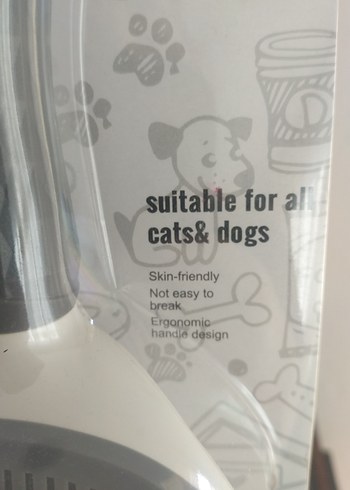 suitable for all
cats& dogs
Skin-friendly
Not easy to
break
Ergonomic
handle design